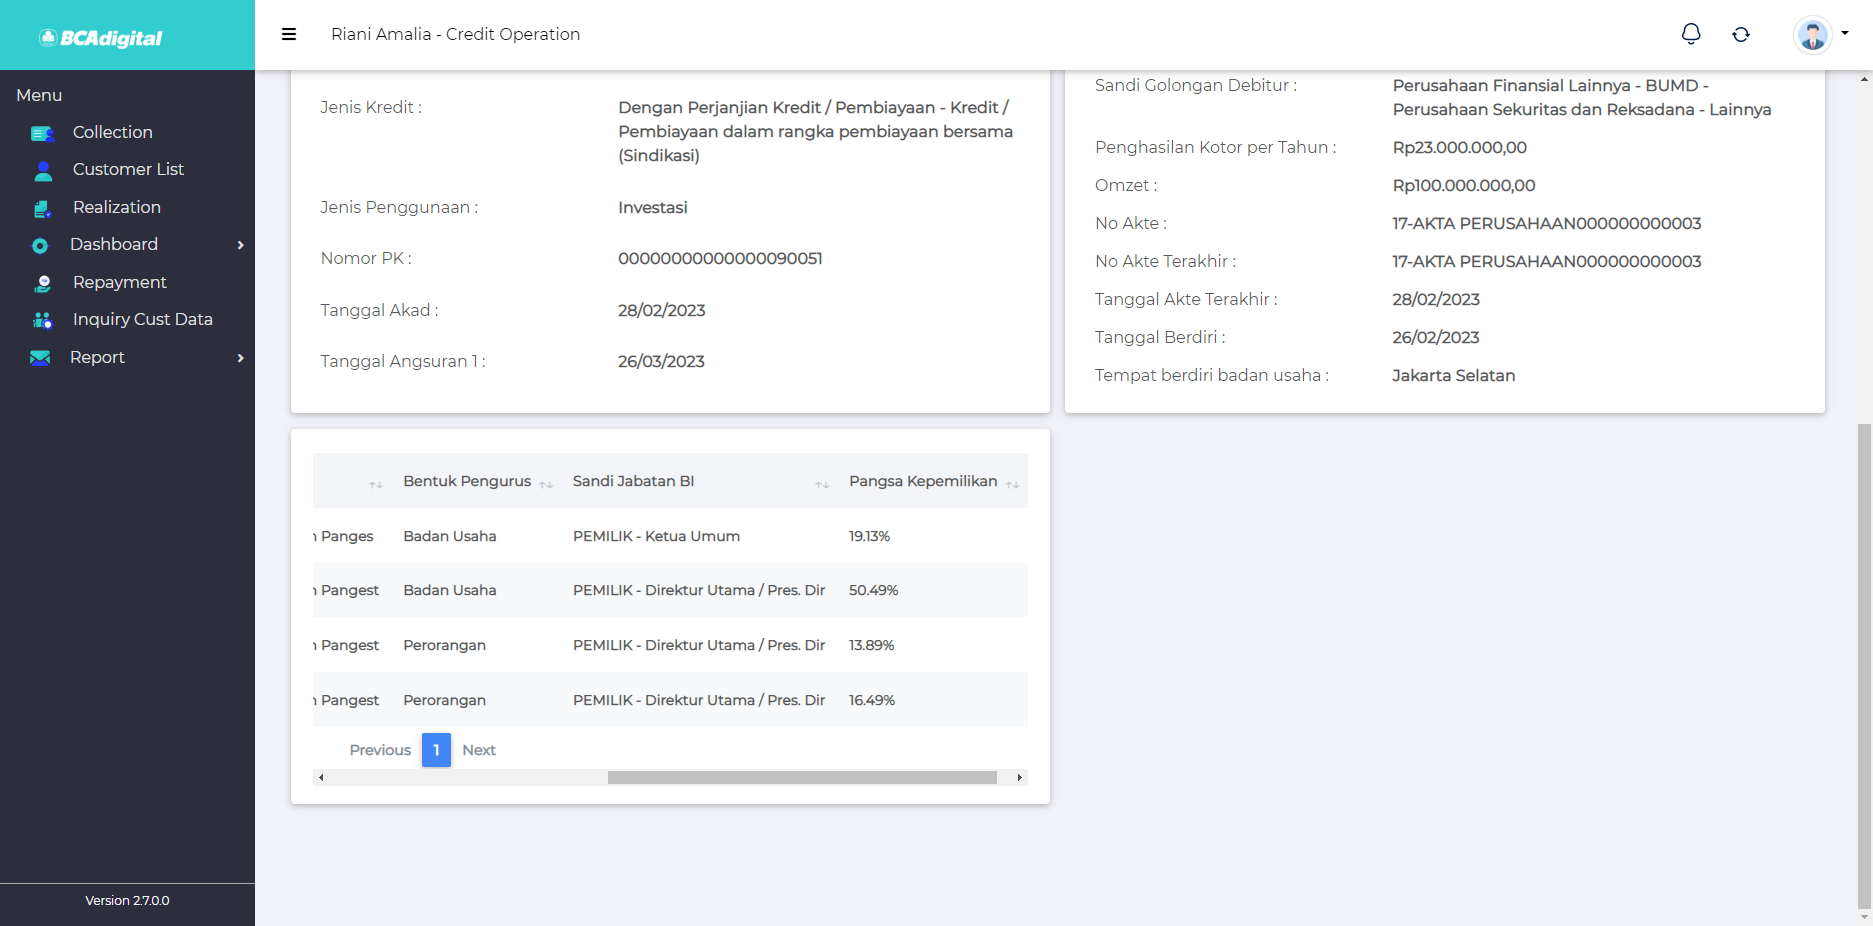 BCAdigital
Riani Amalia - Credit Operation
Menu
Collection
Customer List
Realization
Dashboard
Repayment
Inquiry Cust Data
Report
Version 2.7.0.0
Jenis Kredit :
Dengan Perjanjian Kredit / Pembiayaan - Kredit /
Pembiayaan dalam rangka pembiayaan bersama
(Sindikasi)
Jenis Penggunaan :
Investasi
Nomor PK :
00000000000000090051
Tanggal Akad :
28/02/2023
Tanggal Angsuran 1 :
26/03/2023
Sandi Golongan Debitur :
Perusahaan Finansial Lainnya - BUMD -
Perusahaan Sekuritas dan Reksadana - Lainnya
Penghasilan Kotor per Tahun :
Rp23.000.000,00
Omzet :
Rp100.000.000,00
No Akte :
17-AKTA PERUSAHAAN000000000003
No Akte Terakhir :
17-AKTA PERUSAHAAN000000000003
Tanggal Akte Terakhir :
28/02/2023
Tanggal Berdiri :
26/02/2023
Tempat berdiri badan usaha :
Jakarta Selatan
Bentuk Pengurus Sandi Jabatan BI Pangsa Kepemilikan
Panges Badan Usaha PEMILIK - Ketua Umum 19.13%
Pangest Badan Usaha PEMILIK - Direktur Utama / Pres. Dir 50.49%
Pangest Perorangan PEMILIK - Direktur Utama / Pres. Dir 13.89%
Pangest Perorangan PEMILIK - Direktur Utama / Pres. Dir 16.49%
Previous 1 Next